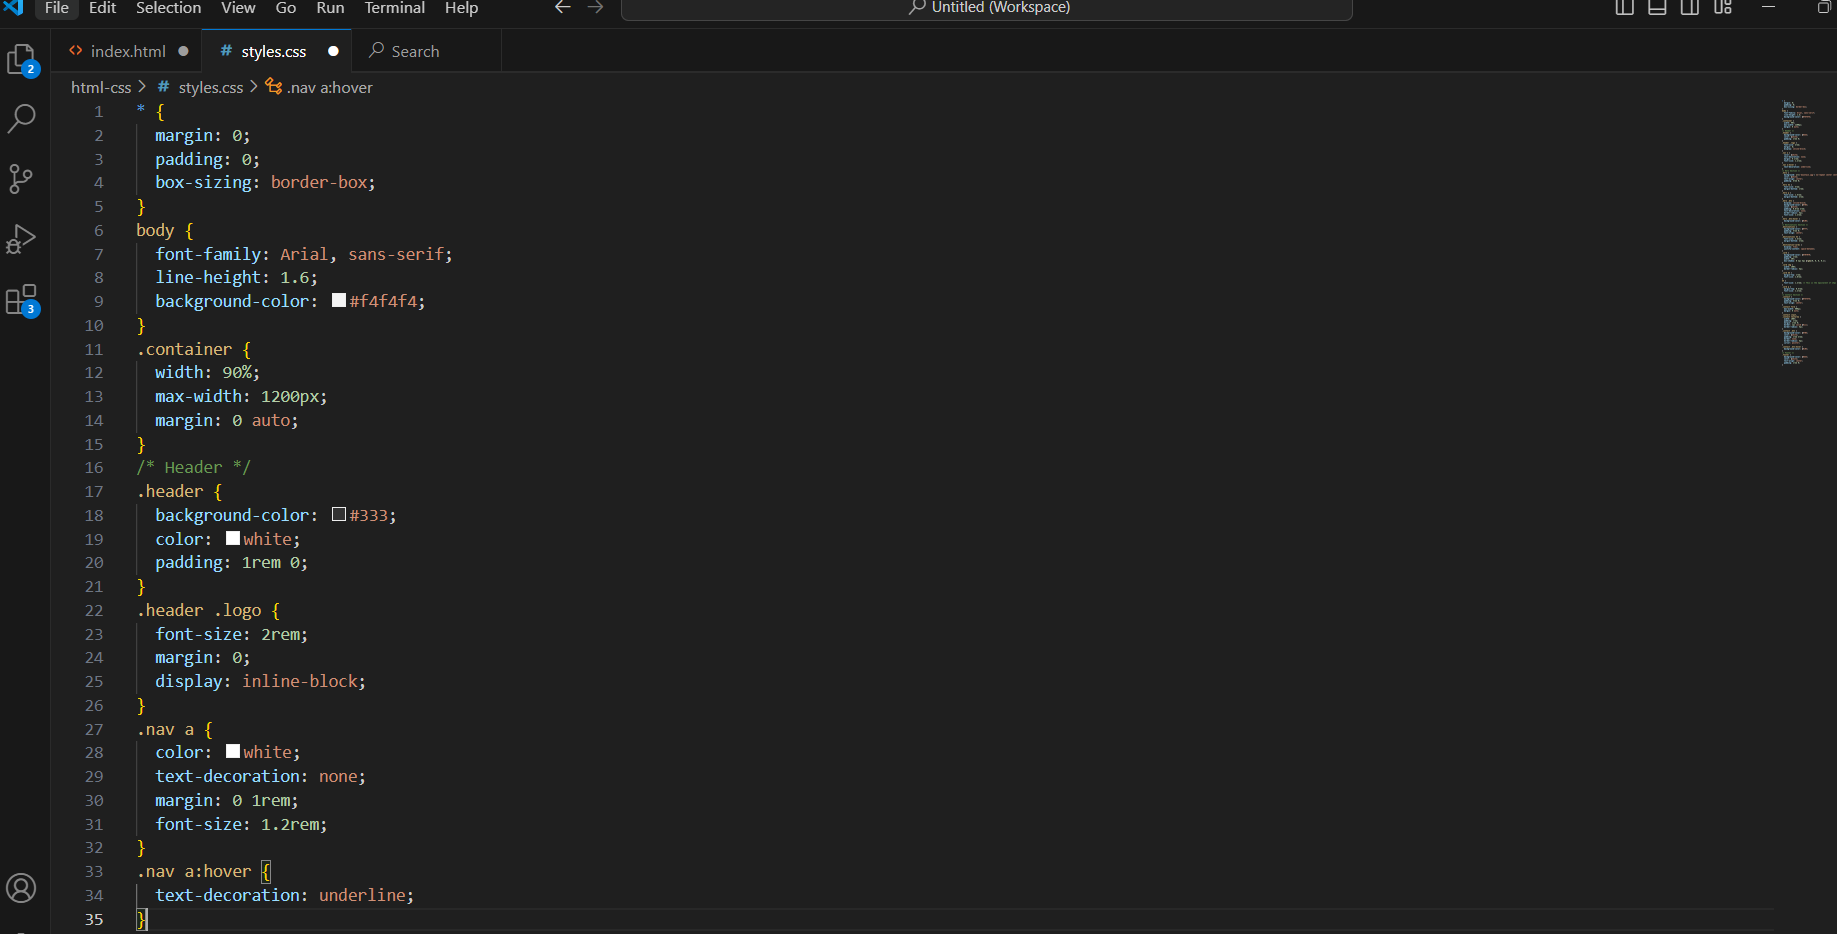 File Edit Selection View Go Run Terminal Help Untitled (Workspace)
index.html styles.css Search
html-css > # styles.css > .nav a:hover
2
3
1 * {
2 margin: 0;
3 padding: 0;
4 box-sizing: border-box;
5 }
6 body {
7 font-family: Arial, sans-serif;
8 line-height: 1.6;
9 background-color: #f4f4f4;
10 }
11 .container {
12 width: 90%;
13 max-width: 1200px;
14 margin: 0 auto;
15 }
16 /* Header */
17 .header {
18 background-color: #333;
19 color: white;
20 padding: 1rem 0;
21 }
22 .header .logo {
23 font-size: 2rem;
24 margin: 0;
25 display: inline-block;
26 }
27 .nav a {
28 color: white;
29 text-decoration: none;
30 margin: 0 1rem;
31 font-size: 1.2rem;
32 }
33 .nav a:hover {
34 text-decoration: underline;
35 }